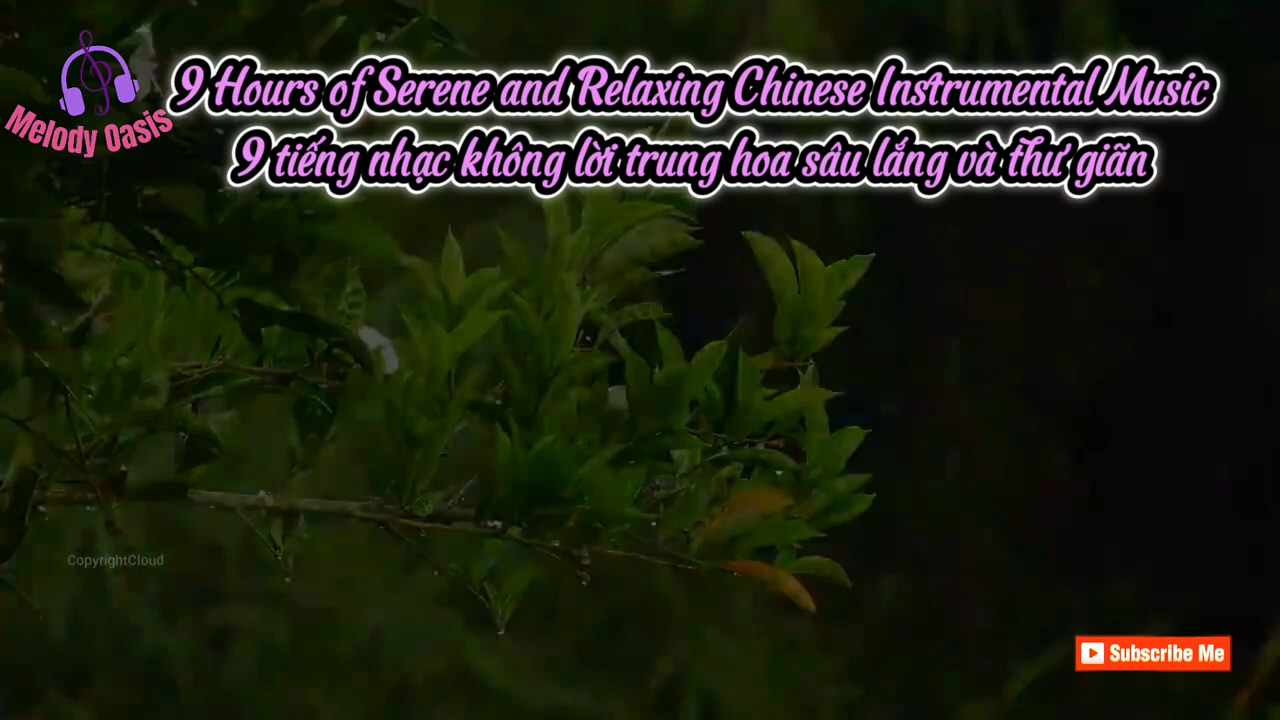 9 Hours of Serene and Relaxing Chinese Instrumental Music
9 tiếng nhạc không lời trung hoa sâu lắng và thư giãn
Melody Oasis
CopyrightCloud
Subscribe Me